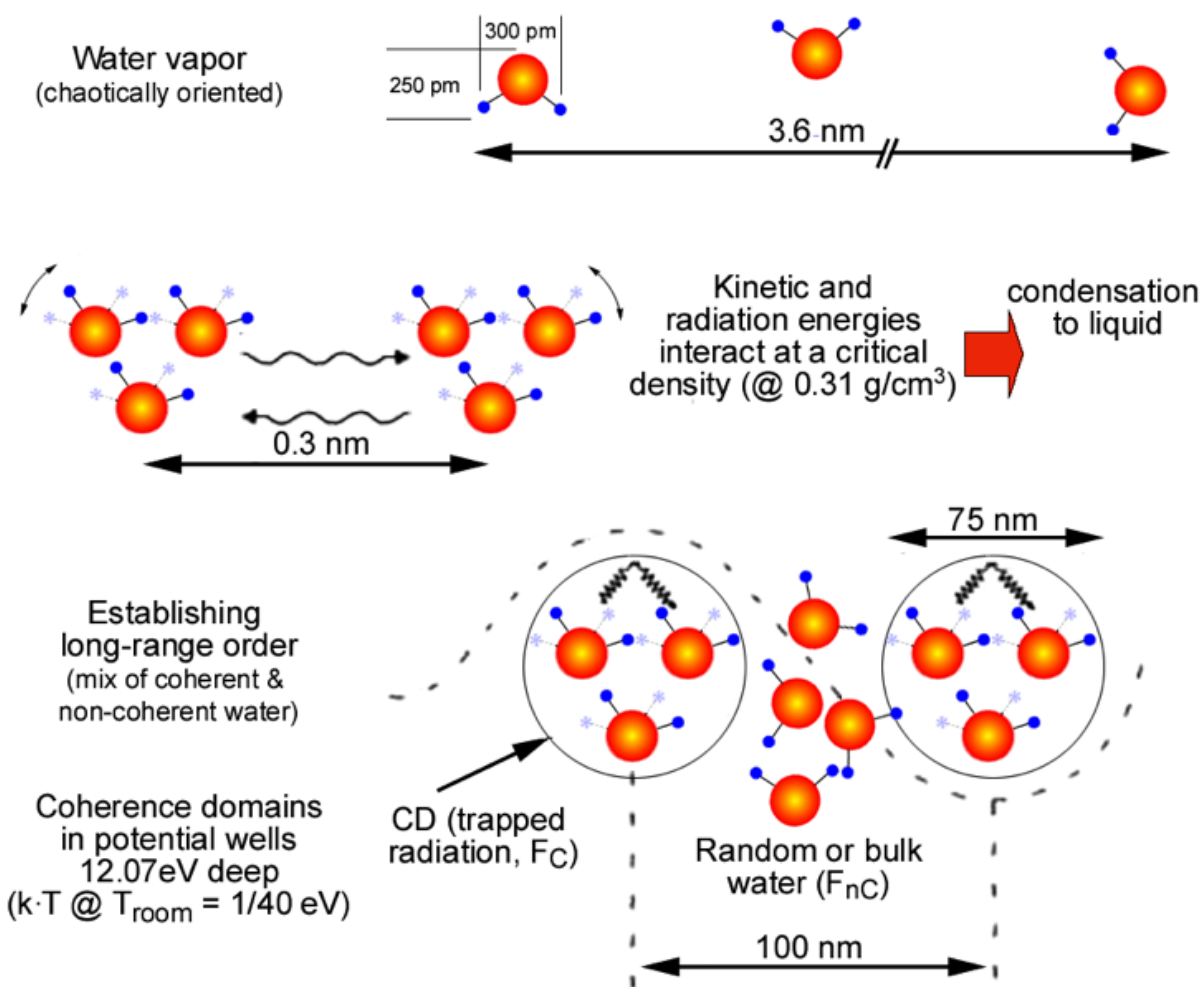 Water vapor
(chaotically oriented)
300 pm
250 pm
3.6 nm
Kinetic and
radiation energies
interact at a critical
density (@ 0.31 g/cm³)
condensation
to liquid
0.3 nm
75 nm
Establishing
long-range order
(mix of coherent &
non-coherent water)
Coherence domains
in potential wells
12.07eV deep
(k·T @ Troom = 1/40 eV)
CD (trapped
radiation, FC)
Random or bulk
water (FnC)
100 nm